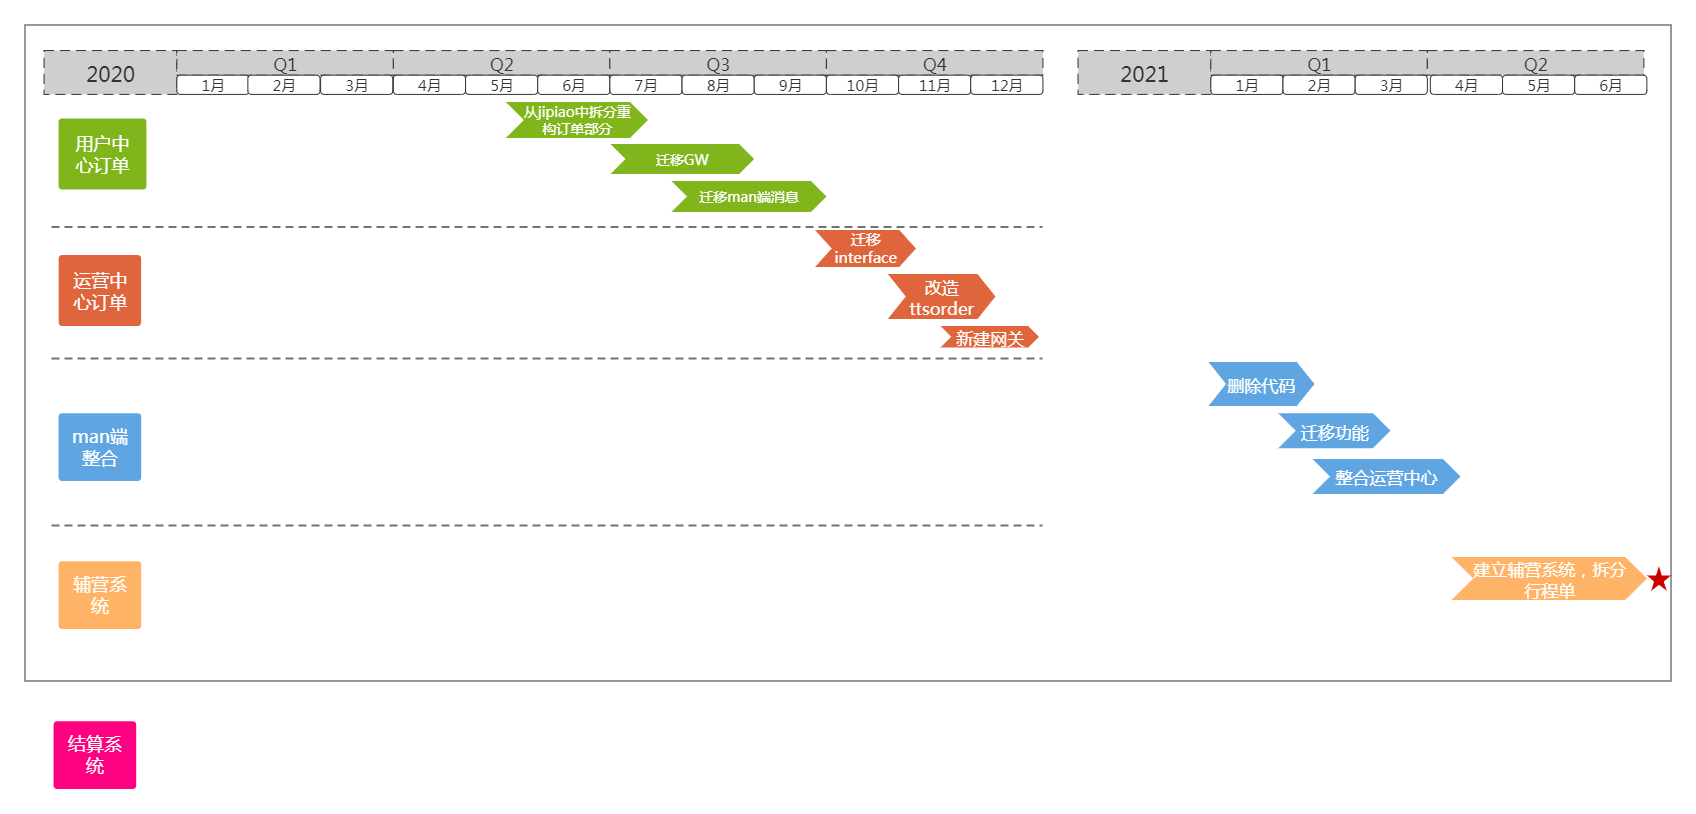 2020
Q1
Q2
Q3
Q4
1月
2月
3月
4月
5月
6月
7月
8月
9月
10月
11月
12月
2021
Q1
Q2
1月
2月
3月
4月
5月
6月
用户中
心订单
从jipiao中拆分重
构订单部分
迁移GW
迁移man端消息
运营中
心订单
迁移
interface
改造
ttsorder
新建网关
man端
整合
删除代码
迁移功能
整合运营中心
辅营系
统
建立辅营系统，拆分
行程单
结算系
统